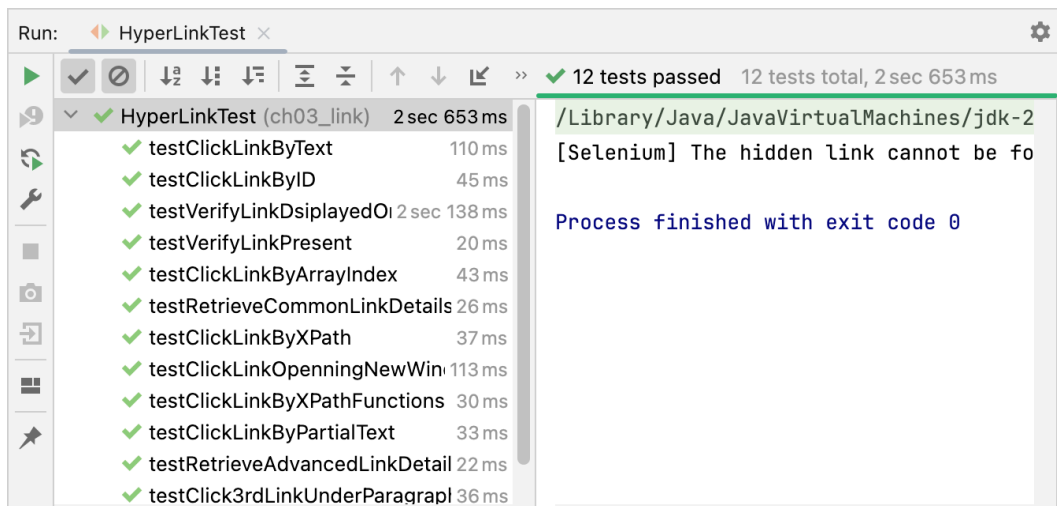 Run: HyperLinkTest
12 tests passed 12 tests total, 2 sec 653 ms
HyperLinkTest (ch03_link) 2 sec 653 ms
testClickLinkByText 110 ms
testClickLinkByID 45 ms
testVerifyLinkDsiplayedO 2 sec 138 ms
testVerifyLinkPresent 20 ms
testClickLinkByArrayIndex 43 ms
testRetrieveCommonLinkDetails 26 ms
testClickLinkByXPath 37 ms
testClickLinkOpenningNewWin 113 ms
testClickLinkByXPathFunctions 30 ms
testClickLinkByPartialText 33 ms
testRetrieveAdvancedLinkDetail 22 ms
testClick3rdLinkUnderParagrap 36 ms
/Library/Java/JavaVirtualMachines/jdk-2
[Selenium] The hidden link cannot be fo
Process finished with exit code 0